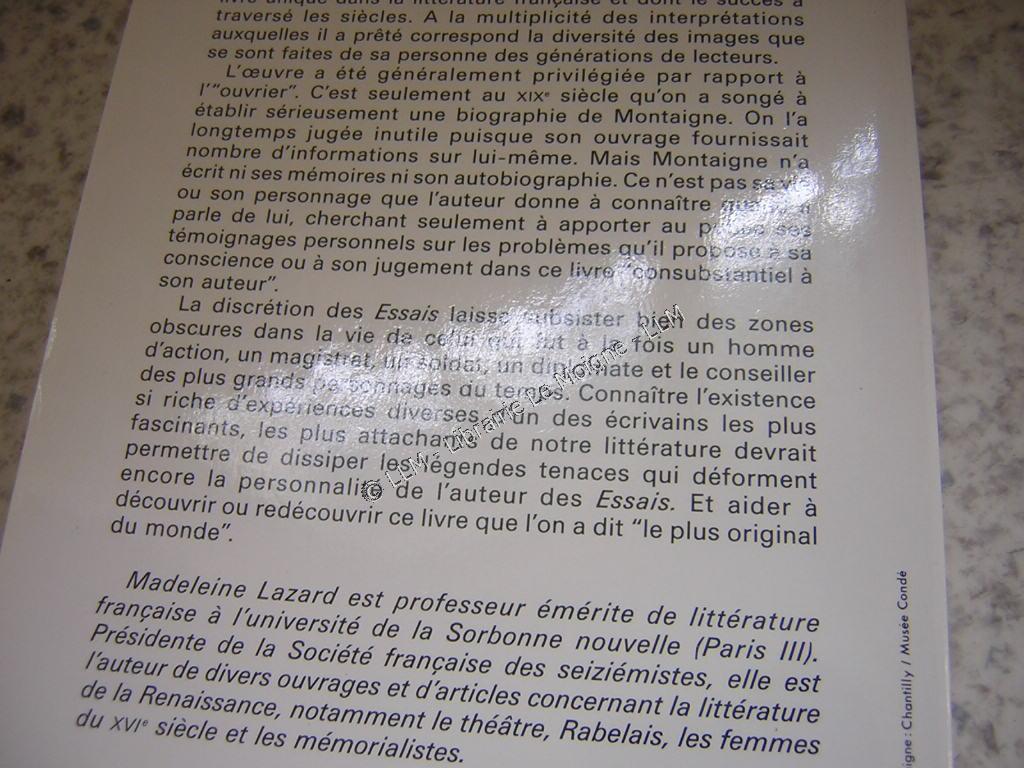 livre unique dans la littérature française et dont le succès a
traversé les siècles. A la multiplicité des interprétations
auxquelles il a prêté correspond la diversité des images que
se sont faites de sa personne des générations de lecteurs.
L'œuvre a été généralement privilégiée par rapport à
l'"ouvrier". C'est seulement au XIXe siècle qu'on a songé à
établir sérieusement une biographie de Montaigne. On l'a
longtemps jugée inutile puisque son ouvrage fournissait
nombre d'informations sur lui-même. Mais Montaigne n'a
écrit ni ses mémoires ni son autobiographie. Ce n'est pas sa vie
ou son personnage que l'auteur donne à connaître
parle de lui, cherchant seulement à apporter au ses
témoignages personnels sur les problèmes qu'il propose à sa
conscience ou à son jugement dans ce livre "consubstantiel à
son auteur".
La discrétion des Essais laisse subsister bien des zones
obscures dans la vie de celui qui fut à la fois un homme
d'action, un magistrat, un soldat, un diplomate et le conseiller
des plus grands personnages du temps. Connaître l'existence
si riche d'expériences diverses d'un des écrivains les plus
fascinants, les plus attachants de notre littérature devrait
permettre de dissiper les légendes tenaces qui déforment
encore la personnalité de l'auteur des Essais. Et aider à
découvrir ou redécouvrir ce livre que l'on a dit "le plus original
du monde".
Madeleine Lazard est professeur émérite de littérature
française à l'université de la Sorbonne nouvelle (Paris III).
Présidente de la Société française des seiziémistes, elle est
l'auteur de divers ouvrages et d'articles concernant la littérature
de la Renaissance, notamment le théâtre, Rabelais, les femmes
du XVIe siècle et les mémorialistes.
igne : Chantilly / Musée Condé
© LLM - Librairie Le Moigne - LLM